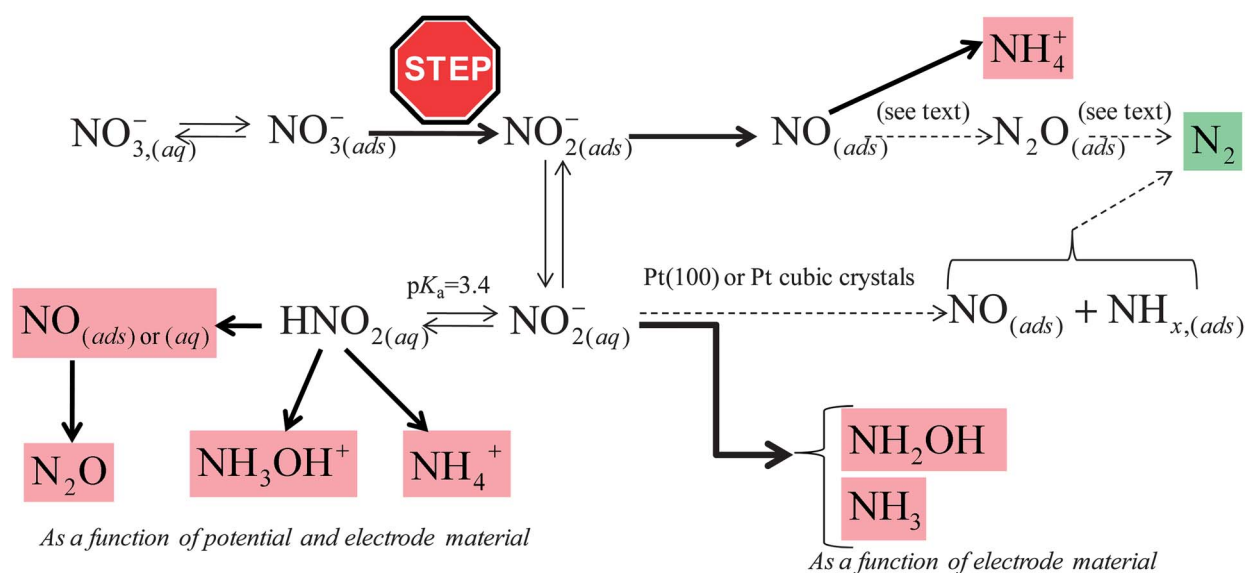 STEP
NH₄⁺
NO₃⁻,(aq) ⇌ NO₃⁻(ads) → NO₂⁻(ads) → NO(ads) (see text) N₂O(ads) (see text) N₂
pKₐ=3.4
Pt(100) or Pt cubic crystals
NO(ads) or (aq) HNO₂(aq) ⇌ NO₂⁻(aq) NO(ads) + NHₓ,(ads)
N₂O NH₃OH⁺ NH₄⁺
NH₂OH
NH₃
As a function of potential and electrode material
As a function of electrode material